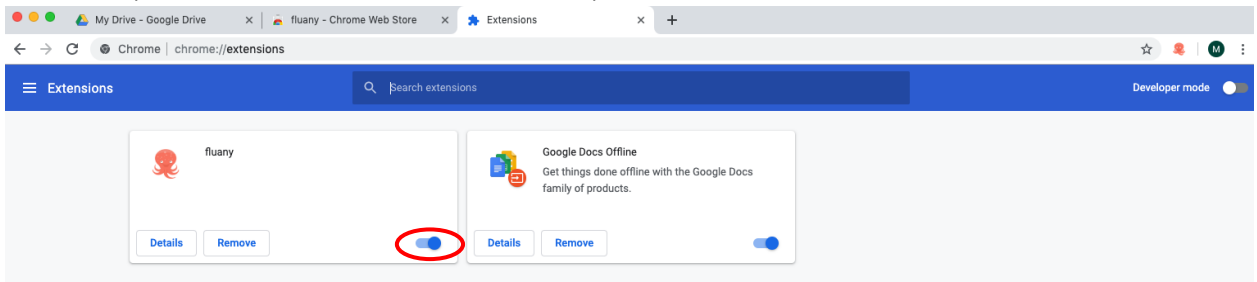 My Drive - Google Drive
fluany - Chrome Web Store
Extensions
Chrome | chrome://extensions
M
Extensions
Search extensions
Developer mode
fluany
Google Docs Offline
Get things done offline with the Google Docs
family of products.
Details Remove
Details Remove